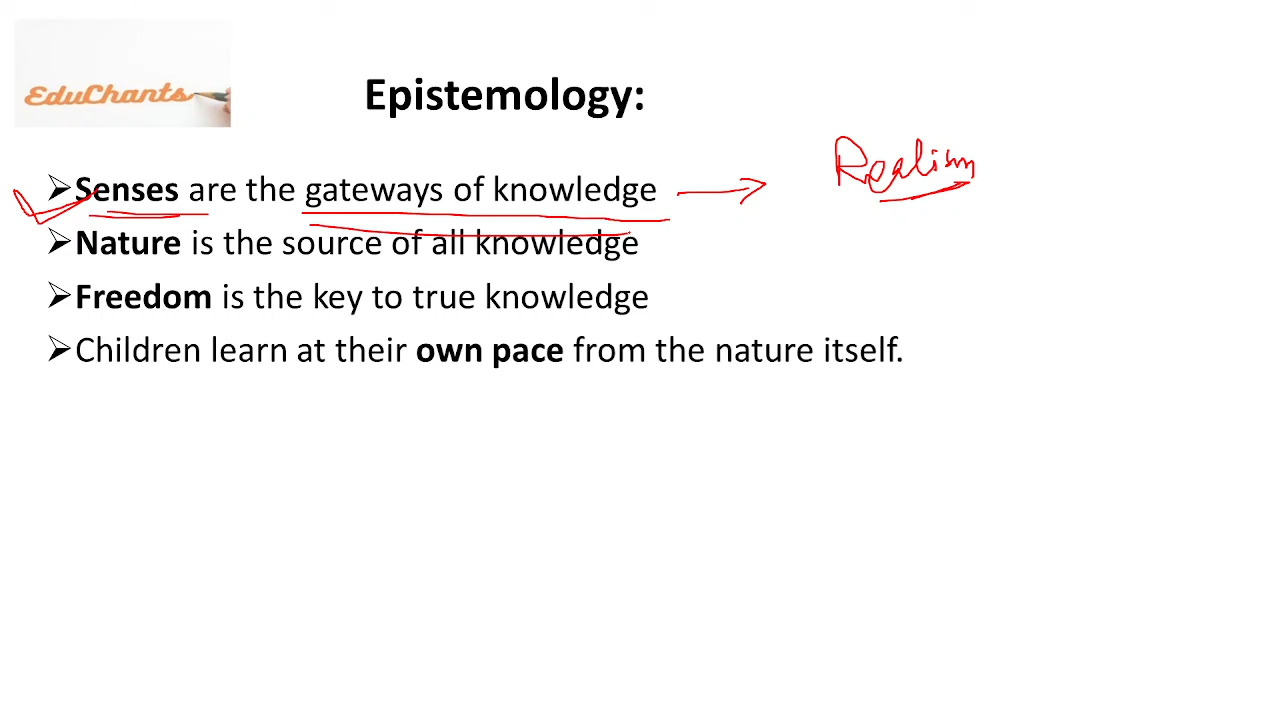 EduChants
Epistemology:
Realism
➢Senses are the gateways of knowledge
➢Nature is the source of all knowledge
➢Freedom is the key to true knowledge
➢Children learn at their own pace from the nature itself.